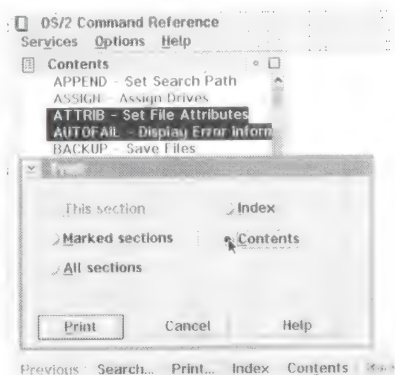 OS/2 Command Reference
Services Options Help
Contents
APPEND - Set Search Path
ASSIGN - Assign Drives
ATTRIB - Set File Attributes
AUTOFAIL - Display Error Inform
BACKUP - Save Files
Print
This section
Index
Marked sections
Contents
All sections
Print Cancel Help
Previous Search... Print... Index Contents